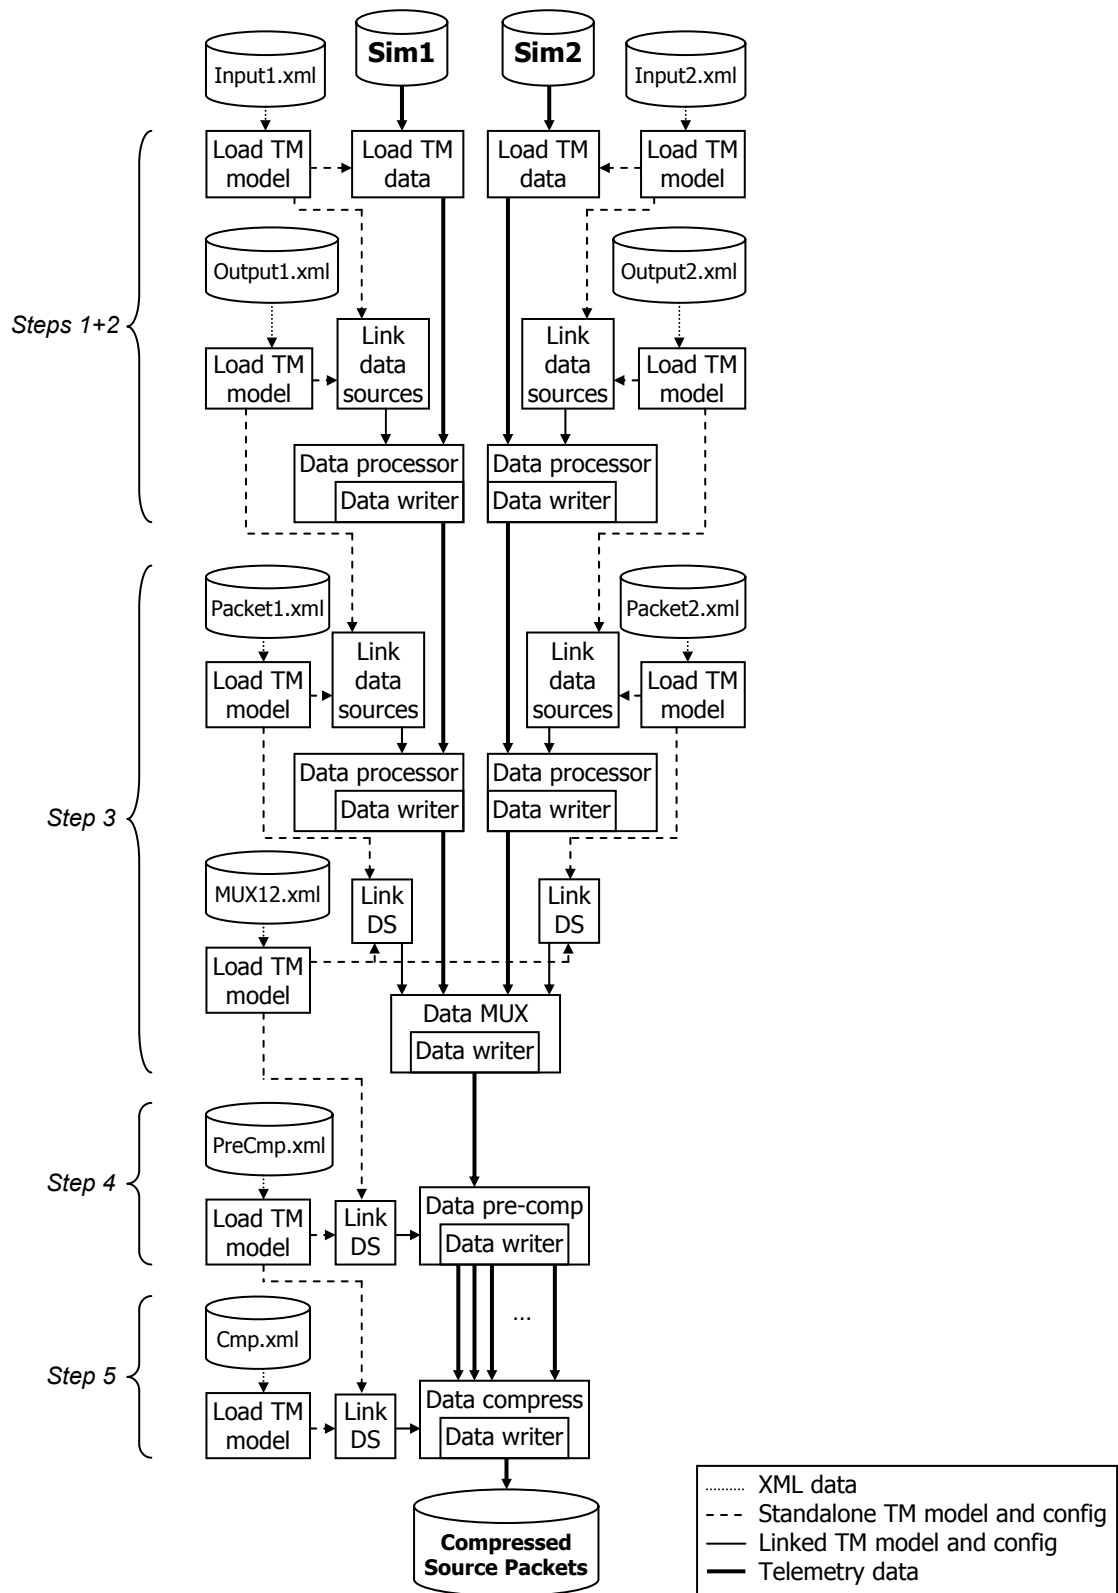 Sim1
Sim2
Input1.xml
Input2.xml
Load TM
model
Load TM
data
Load TM
data
Load TM
model
Output1.xml
Output2.xml
Steps 1+2
Link
data
sources
Link
data
sources
Load TM
model
Load TM
model
Data processor
Data writer
Data processor
Data writer
Packet1.xml
Packet2.xml
Link
data
sources
Link
data
sources
Load TM
model
Load TM
model
Data processor
Data writer
Data processor
Data writer
Step 3
MUX12.xml
Link
DS
Link
DS
Load TM
model
Data MUX
Data writer
PreCmp.xml
Step 4
Load TM
model
Link
DS
Data pre-comp
Data writer
...
Cmp.xml
Step 5
Load TM
model
Link
DS
Data compress
Data writer
Compressed
Source Packets
XML data
Standalone TM model and config
Linked TM model and config
Telemetry data